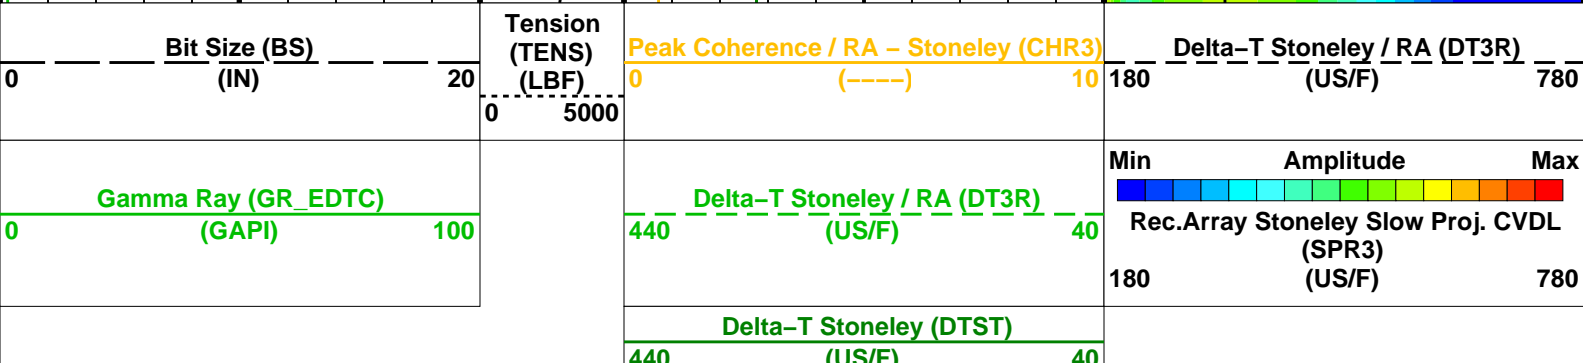 Bit Size (BS)
0 (IN) 20
Tension
(TENS)
(LBF)
0 5000
Peak Coherence / RA – Stoneley (CHR3)
0 (––––) 10
Delta–T Stoneley / RA (DT3R)
180 (US/F) 780
Gamma Ray (GR_EDTC)
0 (GAPI) 100
Delta–T Stoneley / RA (DT3R)
440 (US/F) 40
Min Amplitude Max
Rec.Array Stoneley Slow Proj. CVDL
(SPR3)
180 (US/F) 780
Delta–T Stoneley (DTST)
440 (US/F) 40